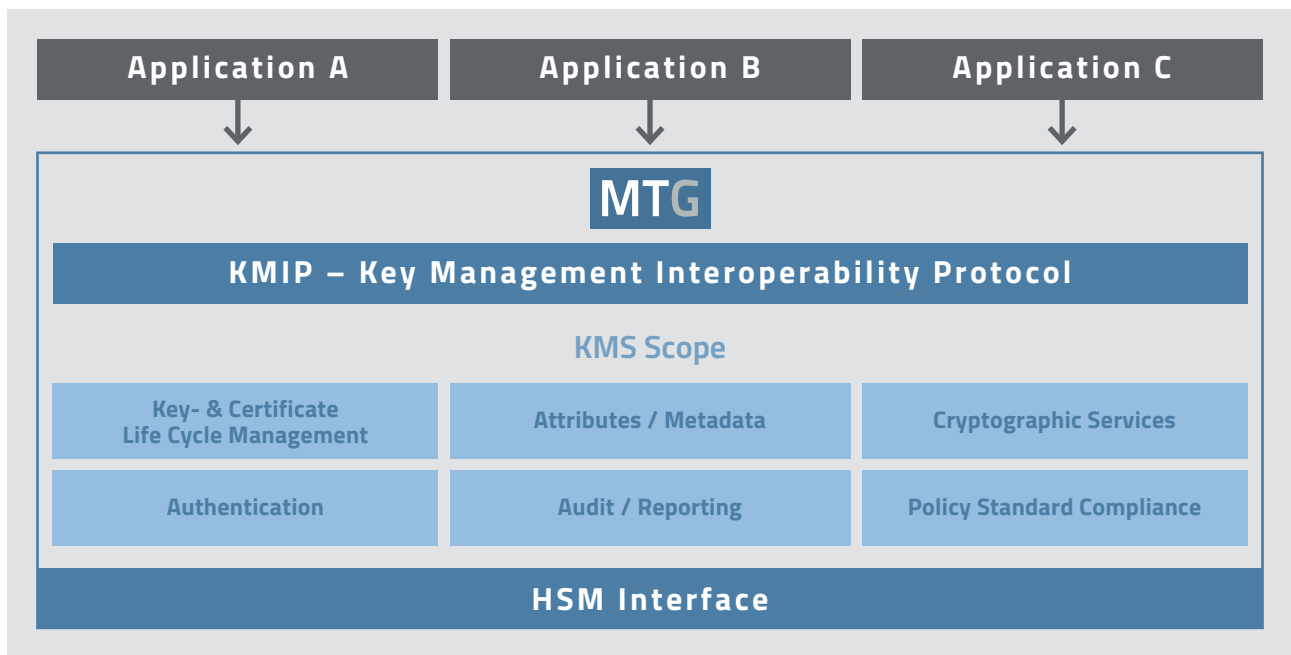 Application A
Application B
Application C
MTG
KMIP – Key Management Interoperability Protocol
KMS Scope
Key- & Certificate
Life Cycle Management
Attributes / Metadata
Cryptographic Services
Authentication
Audit / Reporting
Policy Standard Compliance
HSM Interface